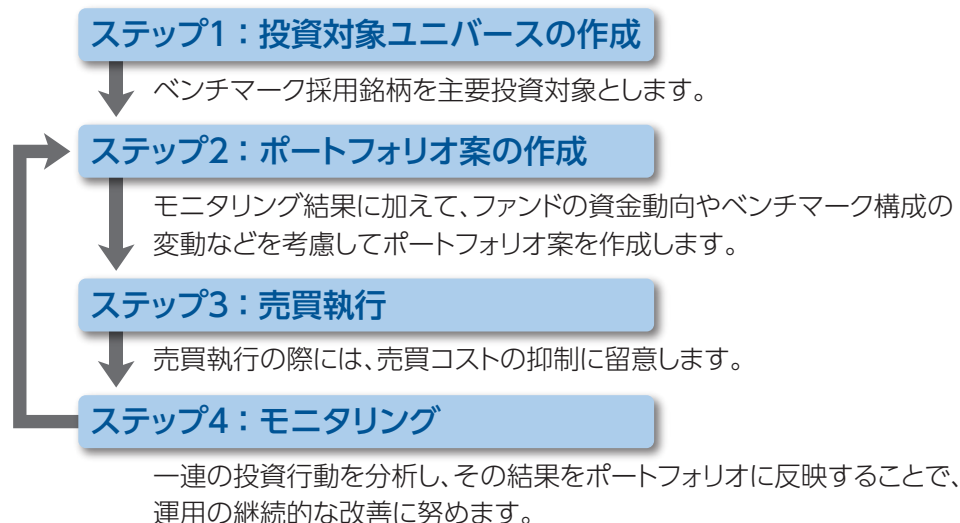 ステップ1：投資対象ユニバースの作成
ベンチマーク採用銘柄を主要投資対象とします。
ステップ2：ポートフォリオ案の作成
モニタリング結果に加えて、ファンドの資金動向やベンチマーク構成の
変動などを考慮してポートフォリオ案を作成します。
ステップ3：売買執行
売買執行の際には、売買コストの抑制に留意します。
ステップ4：モニタリング
一連の投資行動を分析し、その結果をポートフォリオに反映することで、
運用の継続的な改善に努めます。